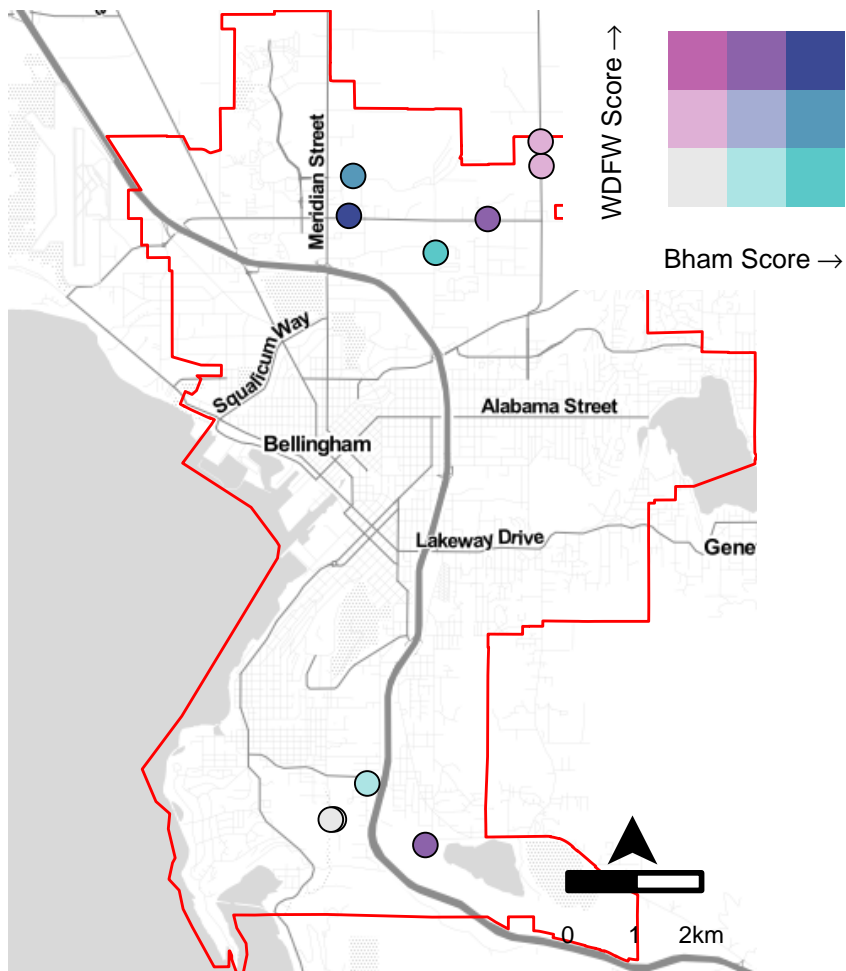 WDFW Score →
Bham Score →
Meridian Street
Squalicum Way
Alabama Street
Bellingham
Lakeway Drive
Gene
0 1 2km